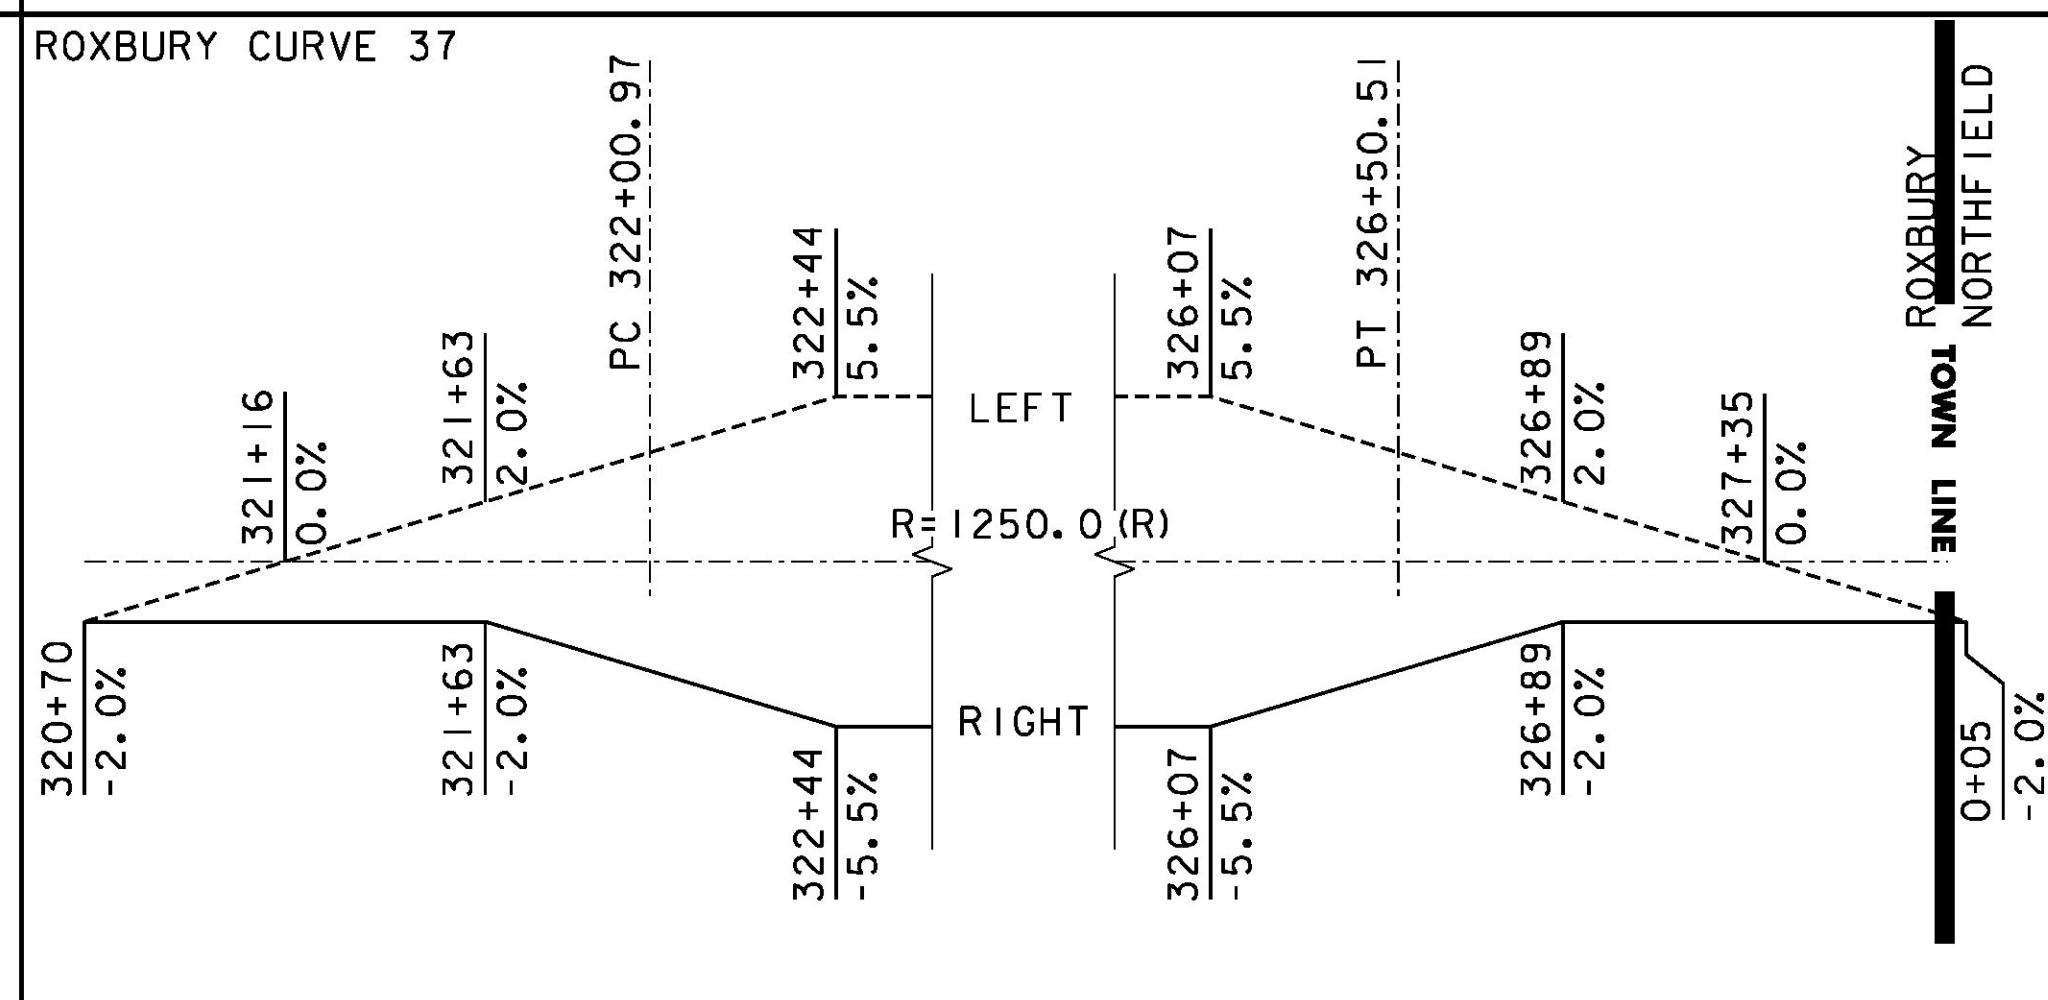 ROXBURY CURVE 37
PC 322+00.97
PT 326+50.51
ROXBURY
NORTHFIELD
TOWN LINE
321+16
0.0%
321+63
2.0%
322+44
5.5%
326+07
5.5%
326+89
2.0%
327+35
0.0%
LEFT
R=1250.0 (R)
RIGHT
320+70
-2.0%
321+63
-2.0%
322+44
-5.5%
326+07
-5.5%
326+89
-2.0%
0+05
-2.0%